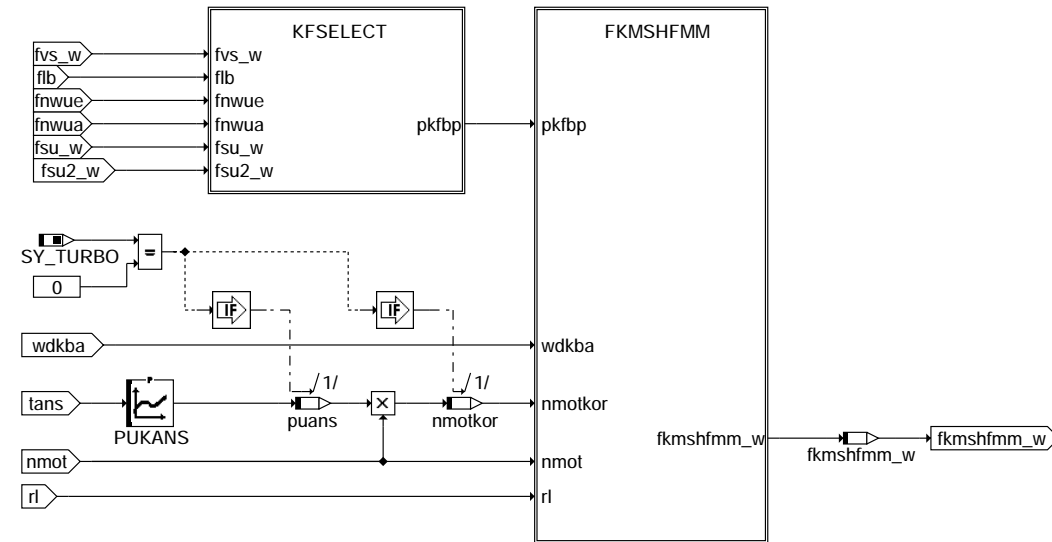 KFSELECT
FKMSHFMM
fvs_w
fvs_w
flb
flb
fnwue
fnwue
fnwua
fnwua
pkfbp
pkfbp
fsu_w
fsu_w
fsu2_w
fsu2_w
SY_TURBO
=
0
IF
IF
wdkba
wdkba
/1/
/1/
P
tans
×
nmotkor
puans
nmotkor
PUKANS
fkmshfmm_w
fkmshfmm_w
fkmshfmm_w
nmot
nmot
rl
rl